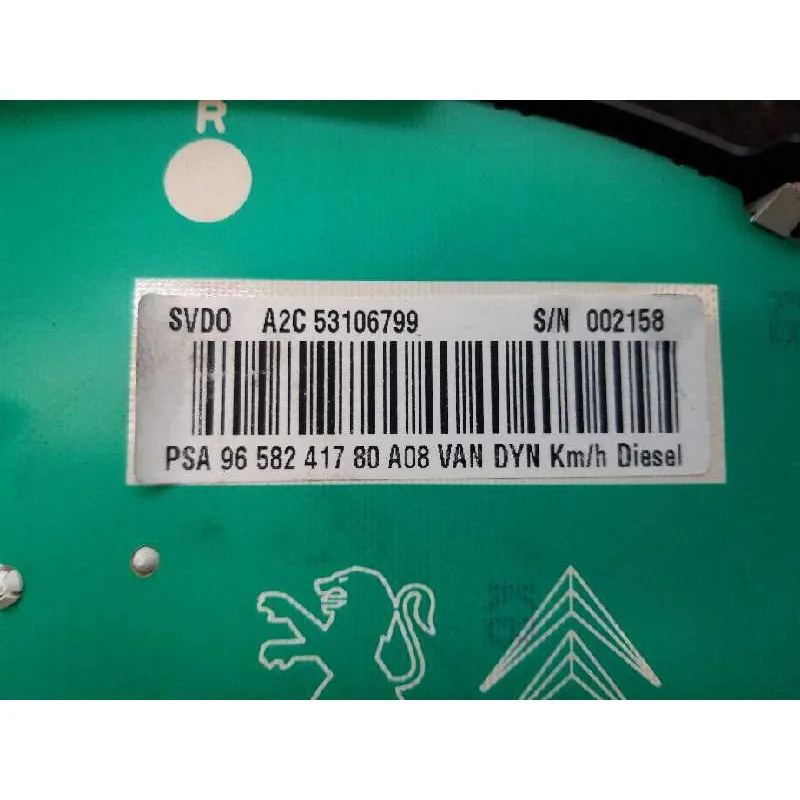 R
SVDO A2C 53106799 S/N 002158
PSA 96 582 417 80 A08 VAN DYN Km/h Diesel